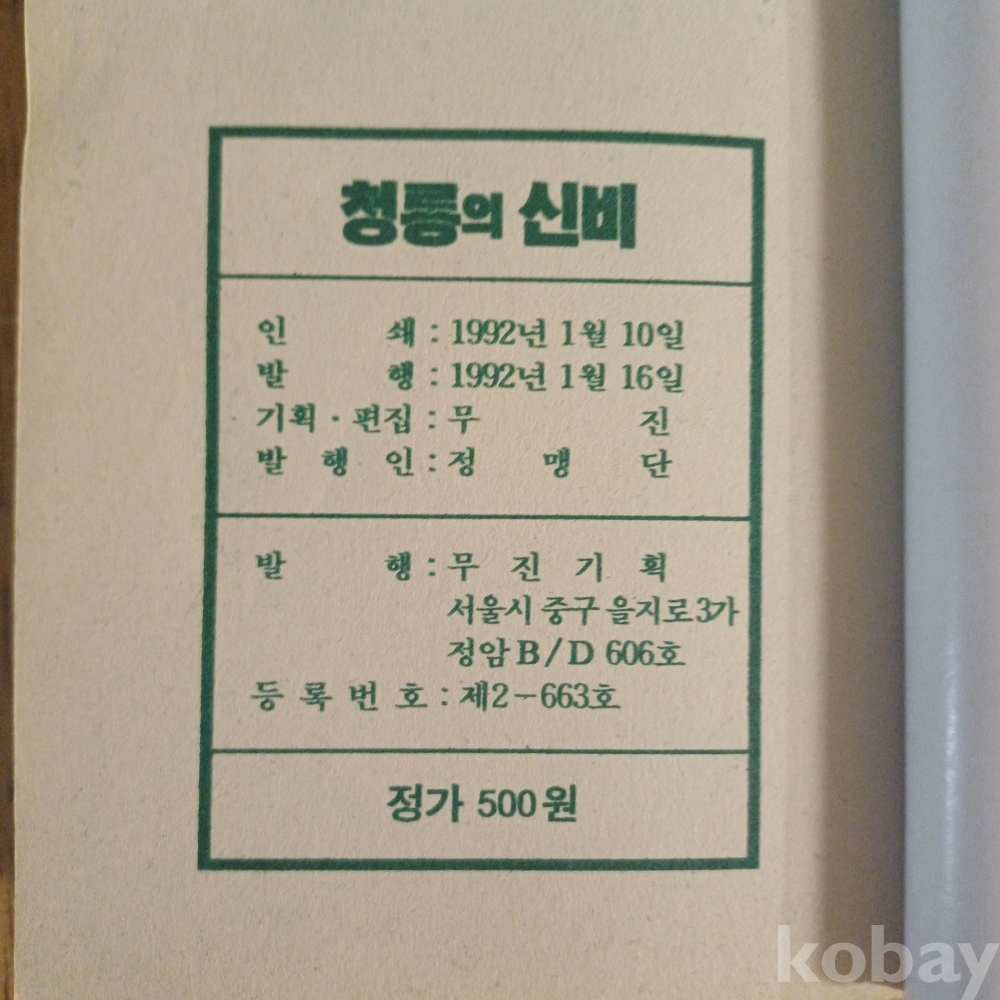 청룡의 신비
인 쇄 : 1992년 1월 10일
발 행 : 1992년 1월 16일
기획 · 편집 : 무 진
발 행 인 : 정 맹 단
발 행 : 무 진 기 획
서울시 중구 을지로3가
정암 B/D 606호
등 록 번 호 : 제2-663호
정가 500원
kobay